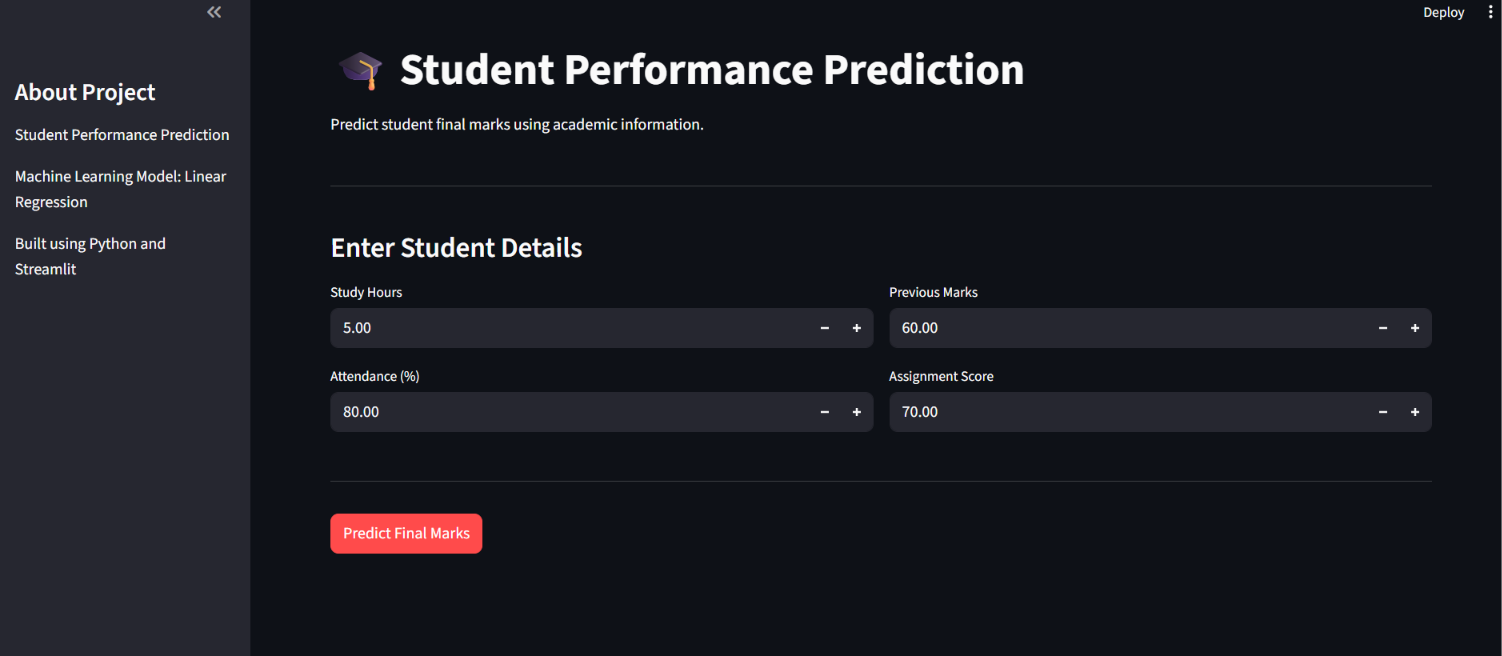 Deploy
About Project
Student Performance Prediction
Machine Learning Model: Linear
Regression
Built using Python and
Streamlit
Student Performance Prediction
Predict student final marks using academic information.
Enter Student Details
Study Hours
5.00
Previous Marks
60.00
Attendance (%)
80.00
Assignment Score
70.00
Predict Final Marks